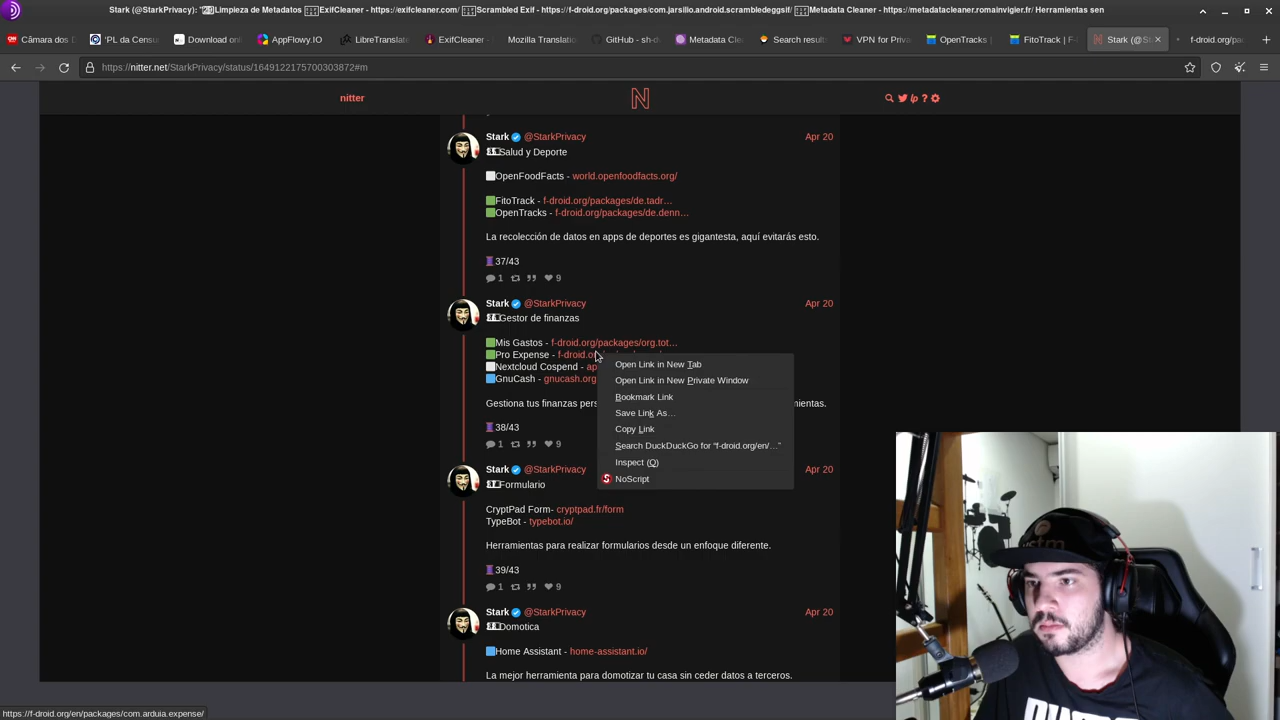 Stark (@StarkPrivacy): "Limpieza de Metadatos ExifCleaner - https://exifcleaner.com/ Scrambled Exif - https://f-droid.org/packages/com.jarsilio.android.scrambledeggsif/ Metadata Cleaner - https://metadatacleaner.romainvigier.fr/ Herramientas sen
Câmara dos D
'PL da Censu
Download onl
AppFlowy.IO
ExifCleaner -
Mozilla Translation
LibreTranslate
GitHub - sh-d
Metadata Cle
Search result
VPN for Priva
OpenTracks |
FitoTrack | F-
Stark (@St
f-droid.org/pa
https://nitter.net/StarkPrivacy/status/1649122175700303872#m
nitter
N
Stark @StarkPrivacy Apr 20
Salud y Deporte
OpenFoodFacts - world.openfoodfacts.org/
FitoTrack - f-droid.org/packages/de.tadr…
OpenTracks - f-droid.org/packages/de.denn…
La recolección de datos en apps de deportes es gigantesta, aquí evitarás esto.
37/43
1 9
Stark @StarkPrivacy Apr 20
Gestor de finanzas
Mis Gastos - f-droid.org/packages/org.tot…
Pro Expense - f-droid.o
Nextcloud Cospend - ap
GnuCash - gnucash.org
Gestiona tus finanzas pers
mientas.
38/43
1 9
Open Link in New Tab
Open Link in New Private Window
Bookmark Link
Save Link As…
Copy Link
Search DuckDuckGo for “f-droid.org/en/…”
Inspect (Q)
NoScript
Stark @StarkPrivacy Apr 20
Formulario
CryptPad Form- cryptpad.fr/form
TypeBot - typebot.io/
Herramientas para realizar formularios desde un enfoque diferente.
39/43
1 9
Stark @StarkPrivacy Apr 20
Domotica
Home Assistant - home-assistant.io/
La mejor herramienta para domotizar tu casa sin ceder datos a terceros.
https://f-droid.org/en/packages/com.arduia.expense/